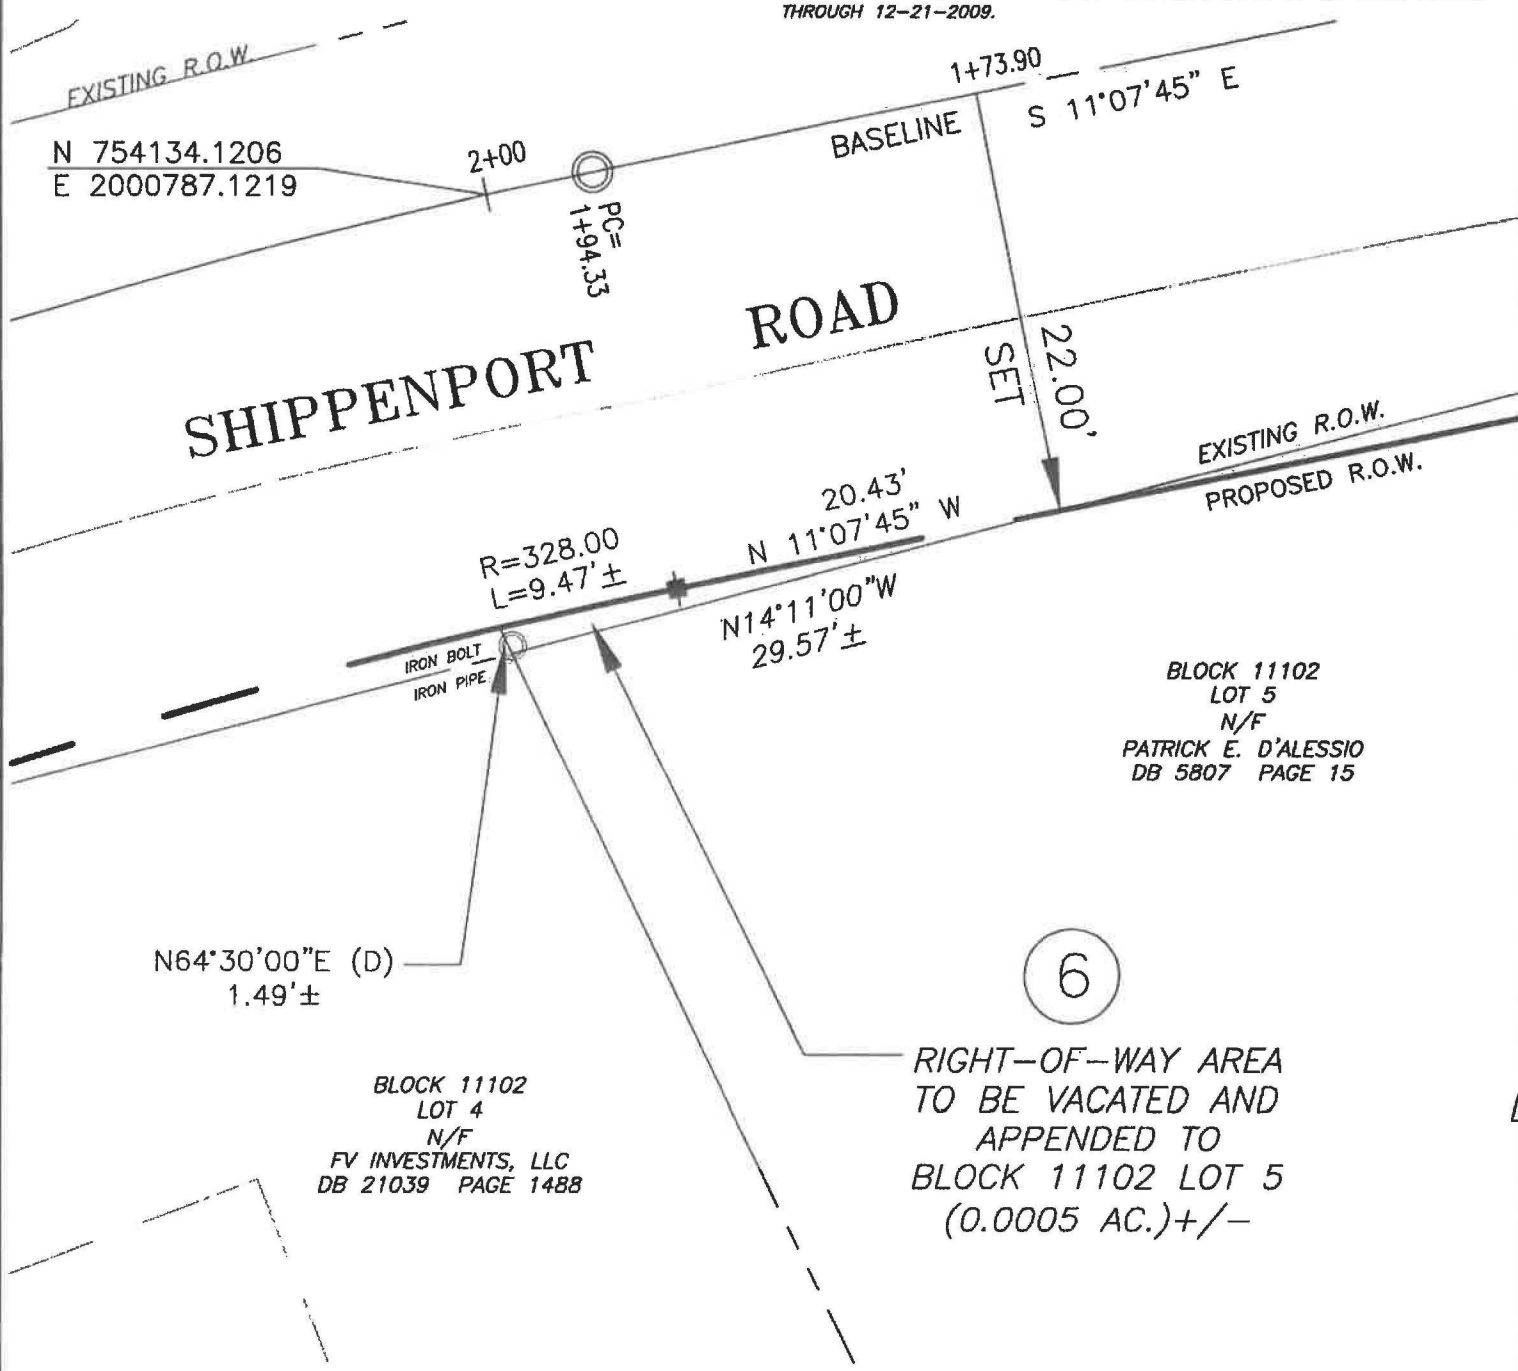 THROUGH 12-21-2009.
EXISTING R.O.W.
N 754134.1206
E 2000787.1219
2+00
PC=
1+94.33
BASELINE
1+73.90
S 11°07'45" E
SHIPPENPORT ROAD
22.00'
SET
EXISTING R.O.W.
PROPOSED R.O.W.
20.43'
N 11°07'45" W
R=328.00
L=9.47'±
N14°11'00"W
29.57'±
IRON BOLT
IRON PIPE
BLOCK 11102
LOT 5
N/F
PATRICK E. D'ALESSIO
DB 5807 PAGE 15
N64°30'00"E (D)
1.49'±
6
RIGHT-OF-WAY AREA
TO BE VACATED AND
APPENDED TO
BLOCK 11102 LOT 5
(0.0005 AC.)+/-
BLOCK 11102
LOT 4
N/F
FV INVESTMENTS, LLC
DB 21039 PAGE 1488